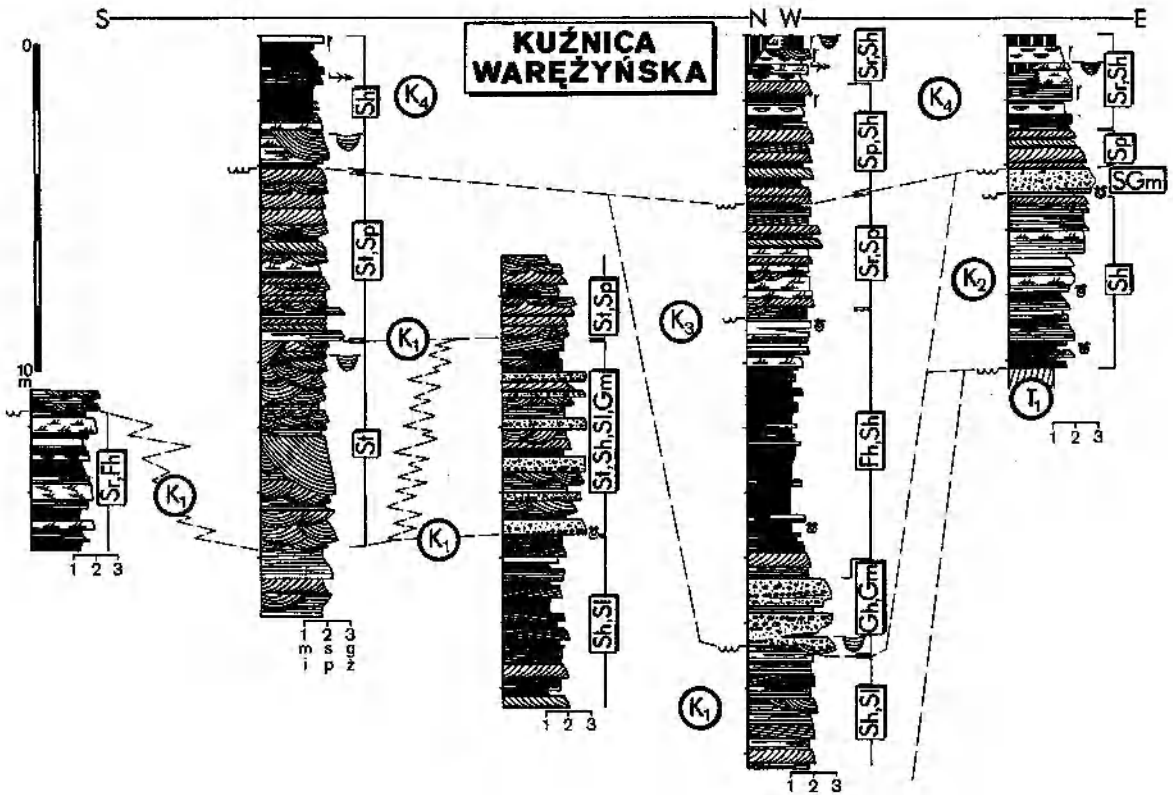 S N W E
KUŹNICA
WARĘŻYŃSKA
0
10
m
Sr,Fh
K1
1 2 3
r
Sh
K4
St,Sp
St
1 2 3
m s g
i p ż
K1
K1
St,Sp
St,Sh,Sl,Gm
Sh,Sl
1 2 3
r
Sr,Sh
Sp,Sh
Sr,Sp
K3
Fh,Sh
Gh,Gm
K1
Sh,Sl
1 2 3
K4
r
r
Sr,Sh
Sp
SGm
K2
Sh
T1
1 2 3